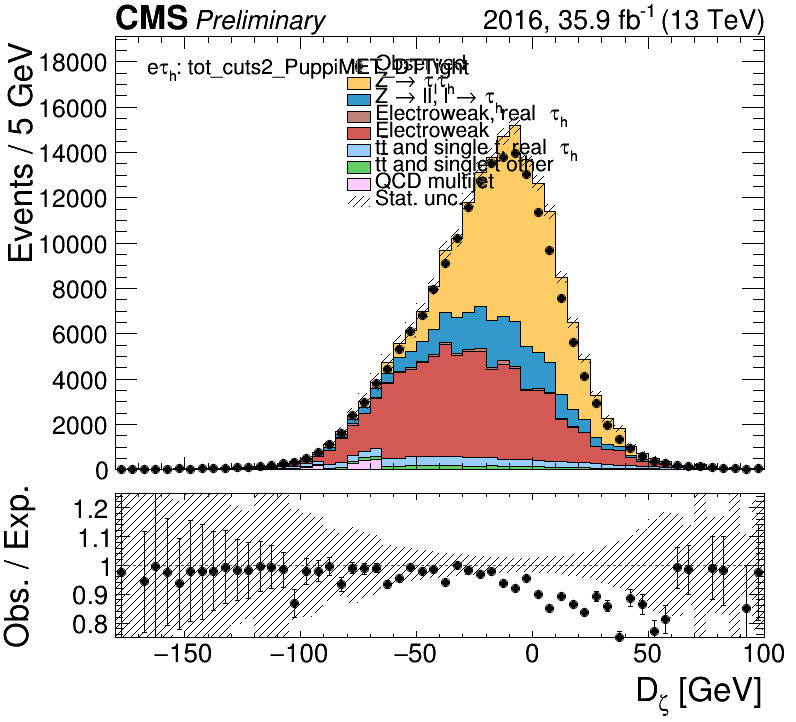 CMS Preliminary 2016, 35.9 fb⁻¹ (13 TeV)
Events / 5 GeV
eτh: tot_cuts2_PuppiMET_DTTight
Observed
Z → τlτh
Z → ll, l → τh
Electroweak, real τh
Electroweak
tt and single t, real τh
tt and single t other
QCD multijet
Stat. unc.
18000
16000
14000
12000
10000
8000
6000
4000
2000
0
Obs. / Exp.
1.2
1.1
1
0.9
0.8
−150 −100 −50 0 50 100
Dζ [GeV]